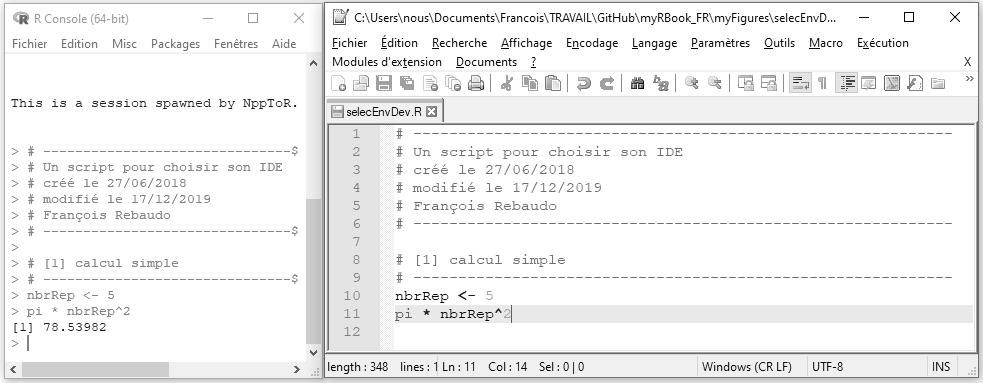 R Console (64-bit)
Fichier Edition Misc Packages Fenêtres Aide
This is a session spawned by NppToR.
> # -------------------------------$
> # Un script pour choisir son IDE
> # créé le 27/06/2018
> # modifié le 17/12/2019
> # François Rebaudo
> # -------------------------------$
>
> # [1] calcul simple
> # -------------------------------$
> nbrRep <- 5
> pi * nbrRep^2
[1] 78.53982
>
C:\Users\nous\Documents\Francois\TRAVAIL\GitHub\myRBook_FR\myFigures\selecEnvD...
Fichier Édition Recherche Affichage Encodage Langage Paramètres Outils Macro Exécution
Modules d'extension Documents ? X
selecEnvDev.R
1 # ------------------------------------------------------------
2 # Un script pour choisir son IDE
3 # créé le 27/06/2018
4 # modifié le 17/12/2019
5 # François Rebaudo
6 # ------------------------------------------------------------
7
8 # [1] calcul simple
9 # ------------------------------------------------------------
10 nbrRep <- 5
11 pi * nbrRep^2
12
length : 348 lines : 1 Ln : 11 Col : 14 Sel : 0 | 0 Windows (CR LF) UTF-8 INS